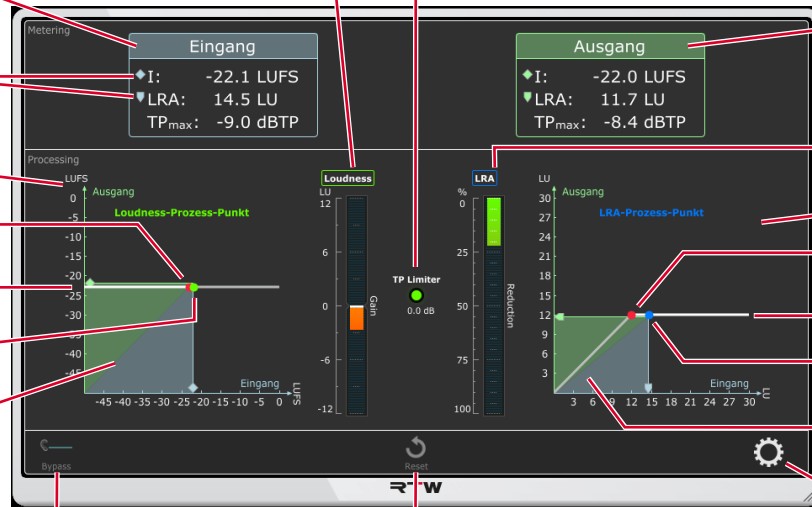 Metering
Eingang
I: -22.1 LUFS
LRA: 14.5 LU
TPmax: -9.0 dBTP
Ausgang
I: -22.0 LUFS
LRA: 11.7 LU
TPmax: -8.4 dBTP
Processing
LUFS
Ausgang
Loudness-Prozess-Punkt
0
-5
-10
-15
-20
-25
-30
-35
-40
-45
-45 -40 -35 -30 -25 -20 -15 -10 -5 0
Eingang
LUFS
Loudness
LU
12
6
0
-6
-12
Gain
TP Limiter
0.0 dB
LRA
%
0
25
50
75
100
Reduction
LU
Ausgang
LRA-Prozess-Punkt
30
27
24
21
18
15
12
9
6
3
3 6 9 12 15 18 21 24 27 30
Eingang
LU
Bypass
Reset
RTW